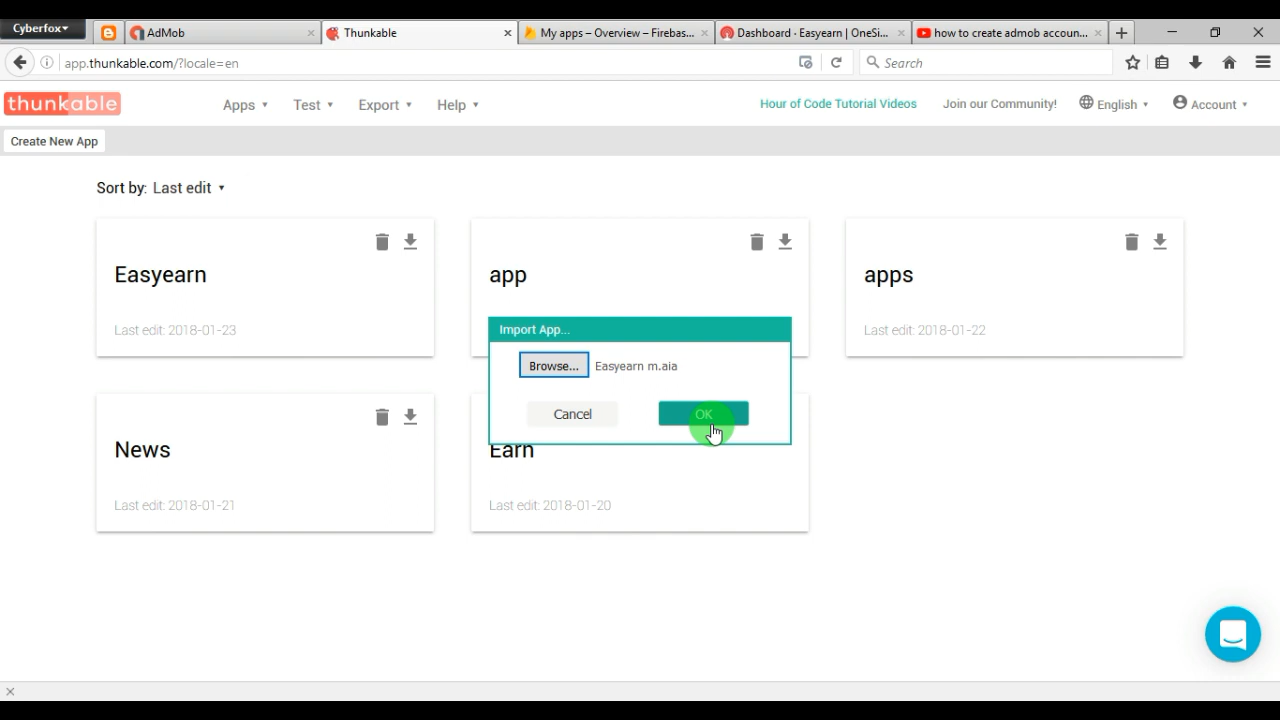 Cyberfox
AdMob
Thunkable
My apps – Overview – Firebas...
Dashboard · Easyearn | OneSi...
how to create admob accoun...
app.thunkable.com/?locale=en
Search
thunkable
Apps
Test
Export
Help
Hour of Code Tutorial Videos
Join our Community!
English
Account
Create New App
Sort by: Last edit
Easyearn
Last edit: 2018-01-23
app
apps
Last edit: 2018-01-22
Import App...
Browse... Easyearn m.aia
Cancel
OK
News
Last edit: 2018-01-21
Earn
Last edit: 2018-01-20